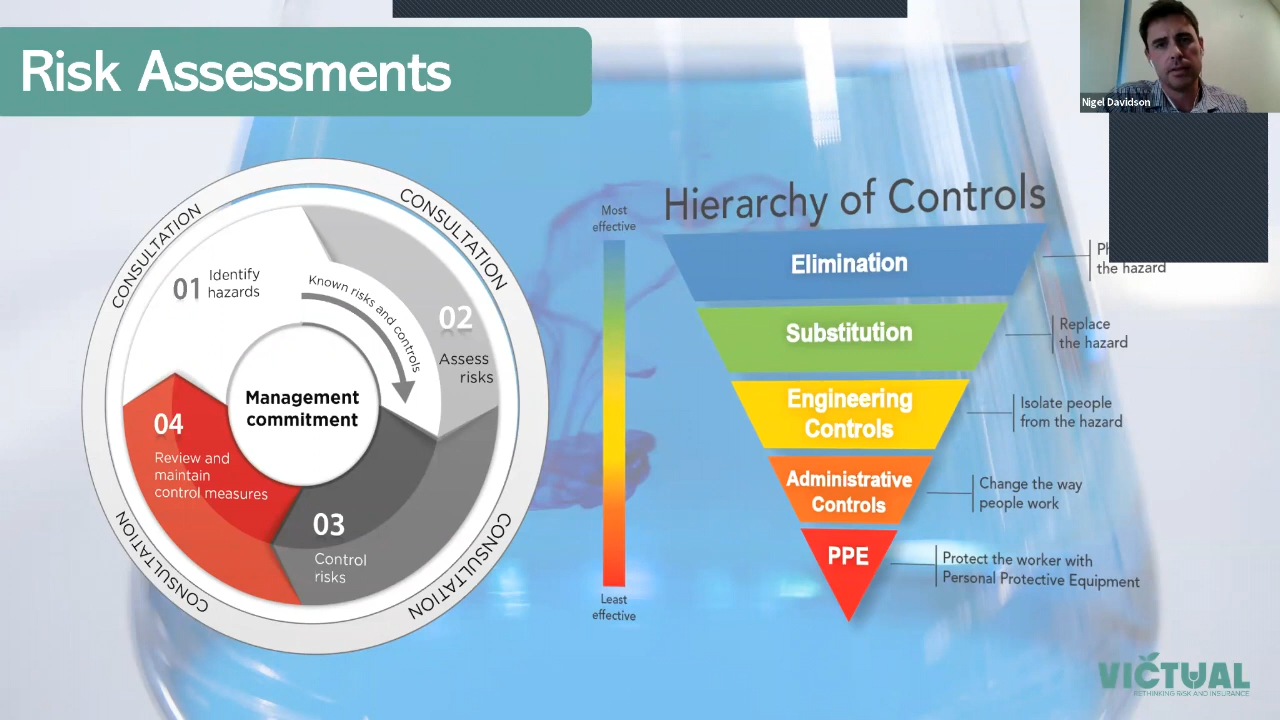 Risk Assessments
Nigel Davidson
CONSULTATION
CONSULTATION
CONSULTATION
CONSULTATION
01 Identify
hazards
Known risks and controls
02
Assess
risks
Management
commitment
04
Review and
maintain
control measures
03
Control
risks
Most
effective
Least
effective
Hierarchy of Controls
Elimination
the hazard
Substitution
Replace
the hazard
Engineering
Controls
Isolate people
from the hazard
Administrative
Controls
Change the way
people work
PPE
Protect the worker with
Personal Protective Equipment
VICTUAL
RETHINKING RISK AND INSURANCE